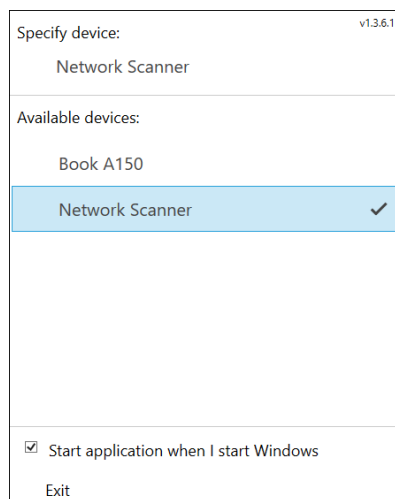 Specify device:
v1.3.6.1
Network Scanner
Available devices:
Book A150
Network Scanner
Start application when I start Windows
Exit